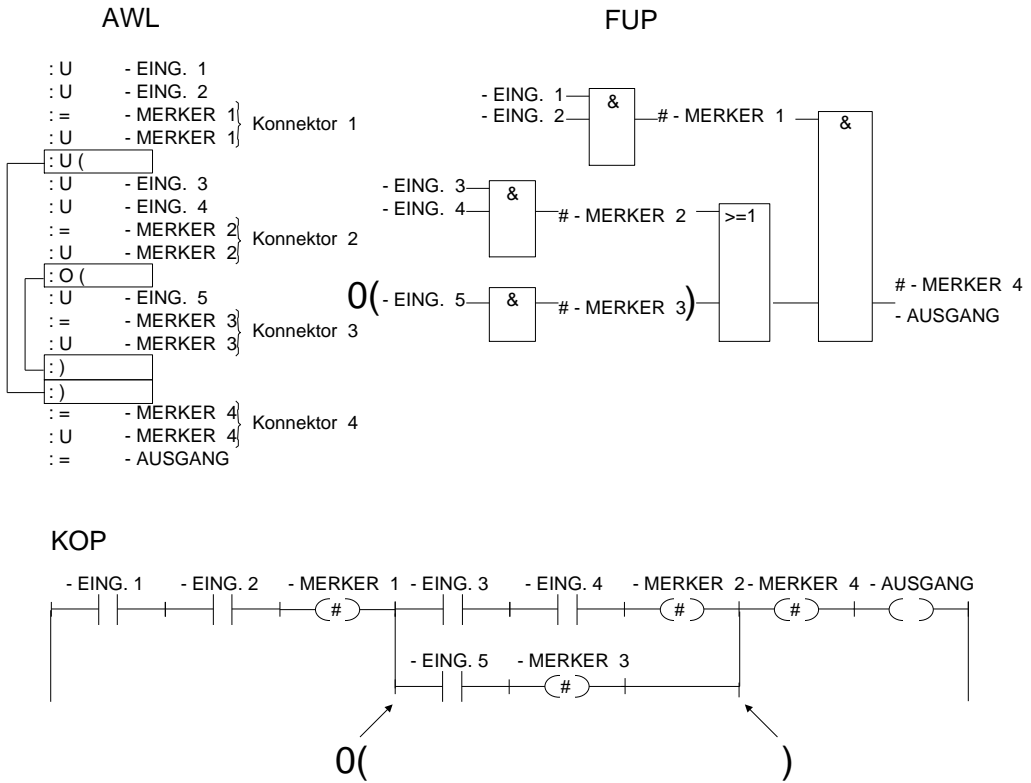 AWL
: U - EING. 1
: U - EING. 2
: = - MERKER 1
: U - MERKER 1
Konnektor 1
: U (
: U - EING. 3
: U - EING. 4
: = - MERKER 2
: U - MERKER 2
Konnektor 2
: O (
: U - EING. 5
: = - MERKER 3
: U - MERKER 3
Konnektor 3
: )
: )
: = - MERKER 4
: U - MERKER 4
Konnektor 4
: = - AUSGANG
FUP
- EING. 1
- EING. 2
&
# - MERKER 1
&
- EING. 3
- EING. 4
&
# - MERKER 2
>=1
0( - EING. 5
&
# - MERKER 3 )
# - MERKER 4
- AUSGANG
KOP
- EING. 1 - EING. 2 - MERKER 1 - EING. 3 - EING. 4 - MERKER 2 - MERKER 4 - AUSGANG
( # ) ( # ) ( # ) ( )
- EING. 5 - MERKER 3
( # )
0( )